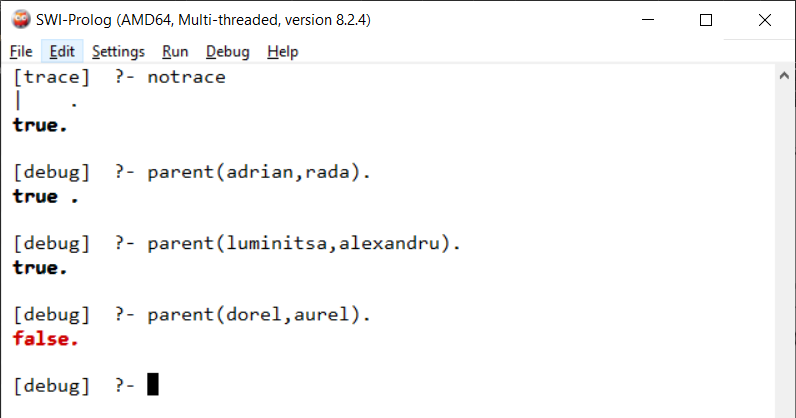 SWI-Prolog (AMD64, Multi-threaded, version 8.2.4)
File Edit Settings Run Debug Help
[trace]  ?- notrace
|    .
true.
[debug]  ?- parent(adrian,rada).
true .
[debug]  ?- parent(luminitsa,alexandru).
true.
[debug]  ?- parent(dorel,aurel).
false.
[debug]  ?-